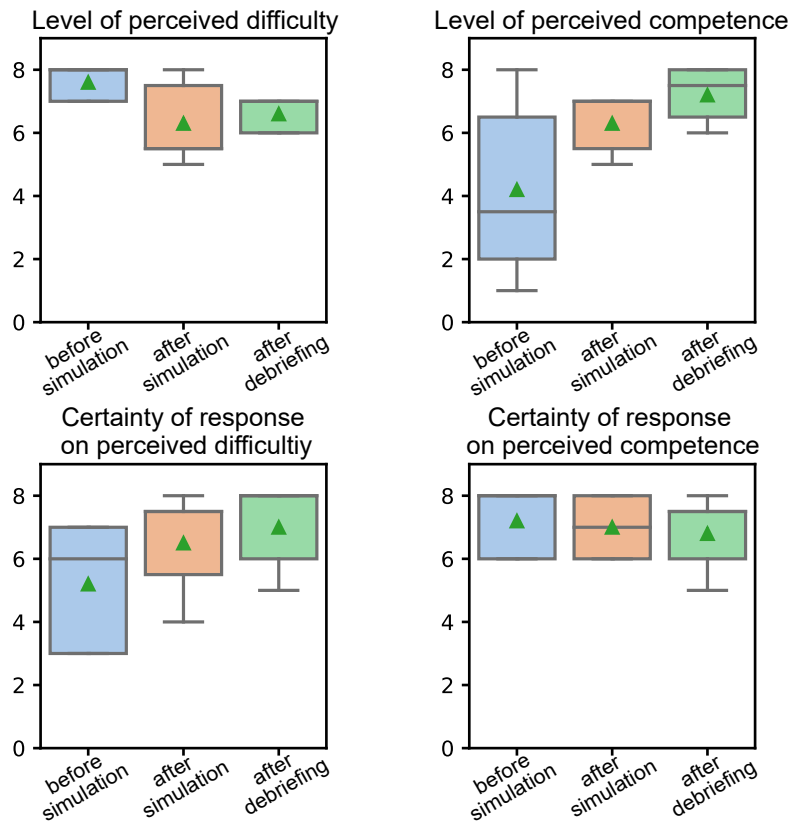 Level of perceived difficulty
8
6
4
2
0
before
simulation
after
simulation
after
debriefing
Level of perceived competence
8
6
4
2
0
before
simulation
after
simulation
after
debriefing
Certainty of response
on perceived difficultiy
8
6
4
2
0
before
simulation
after
simulation
after
debriefing
Certainty of response
on perceived competence
8
6
4
2
0
before
simulation
after
simulation
after
debriefing